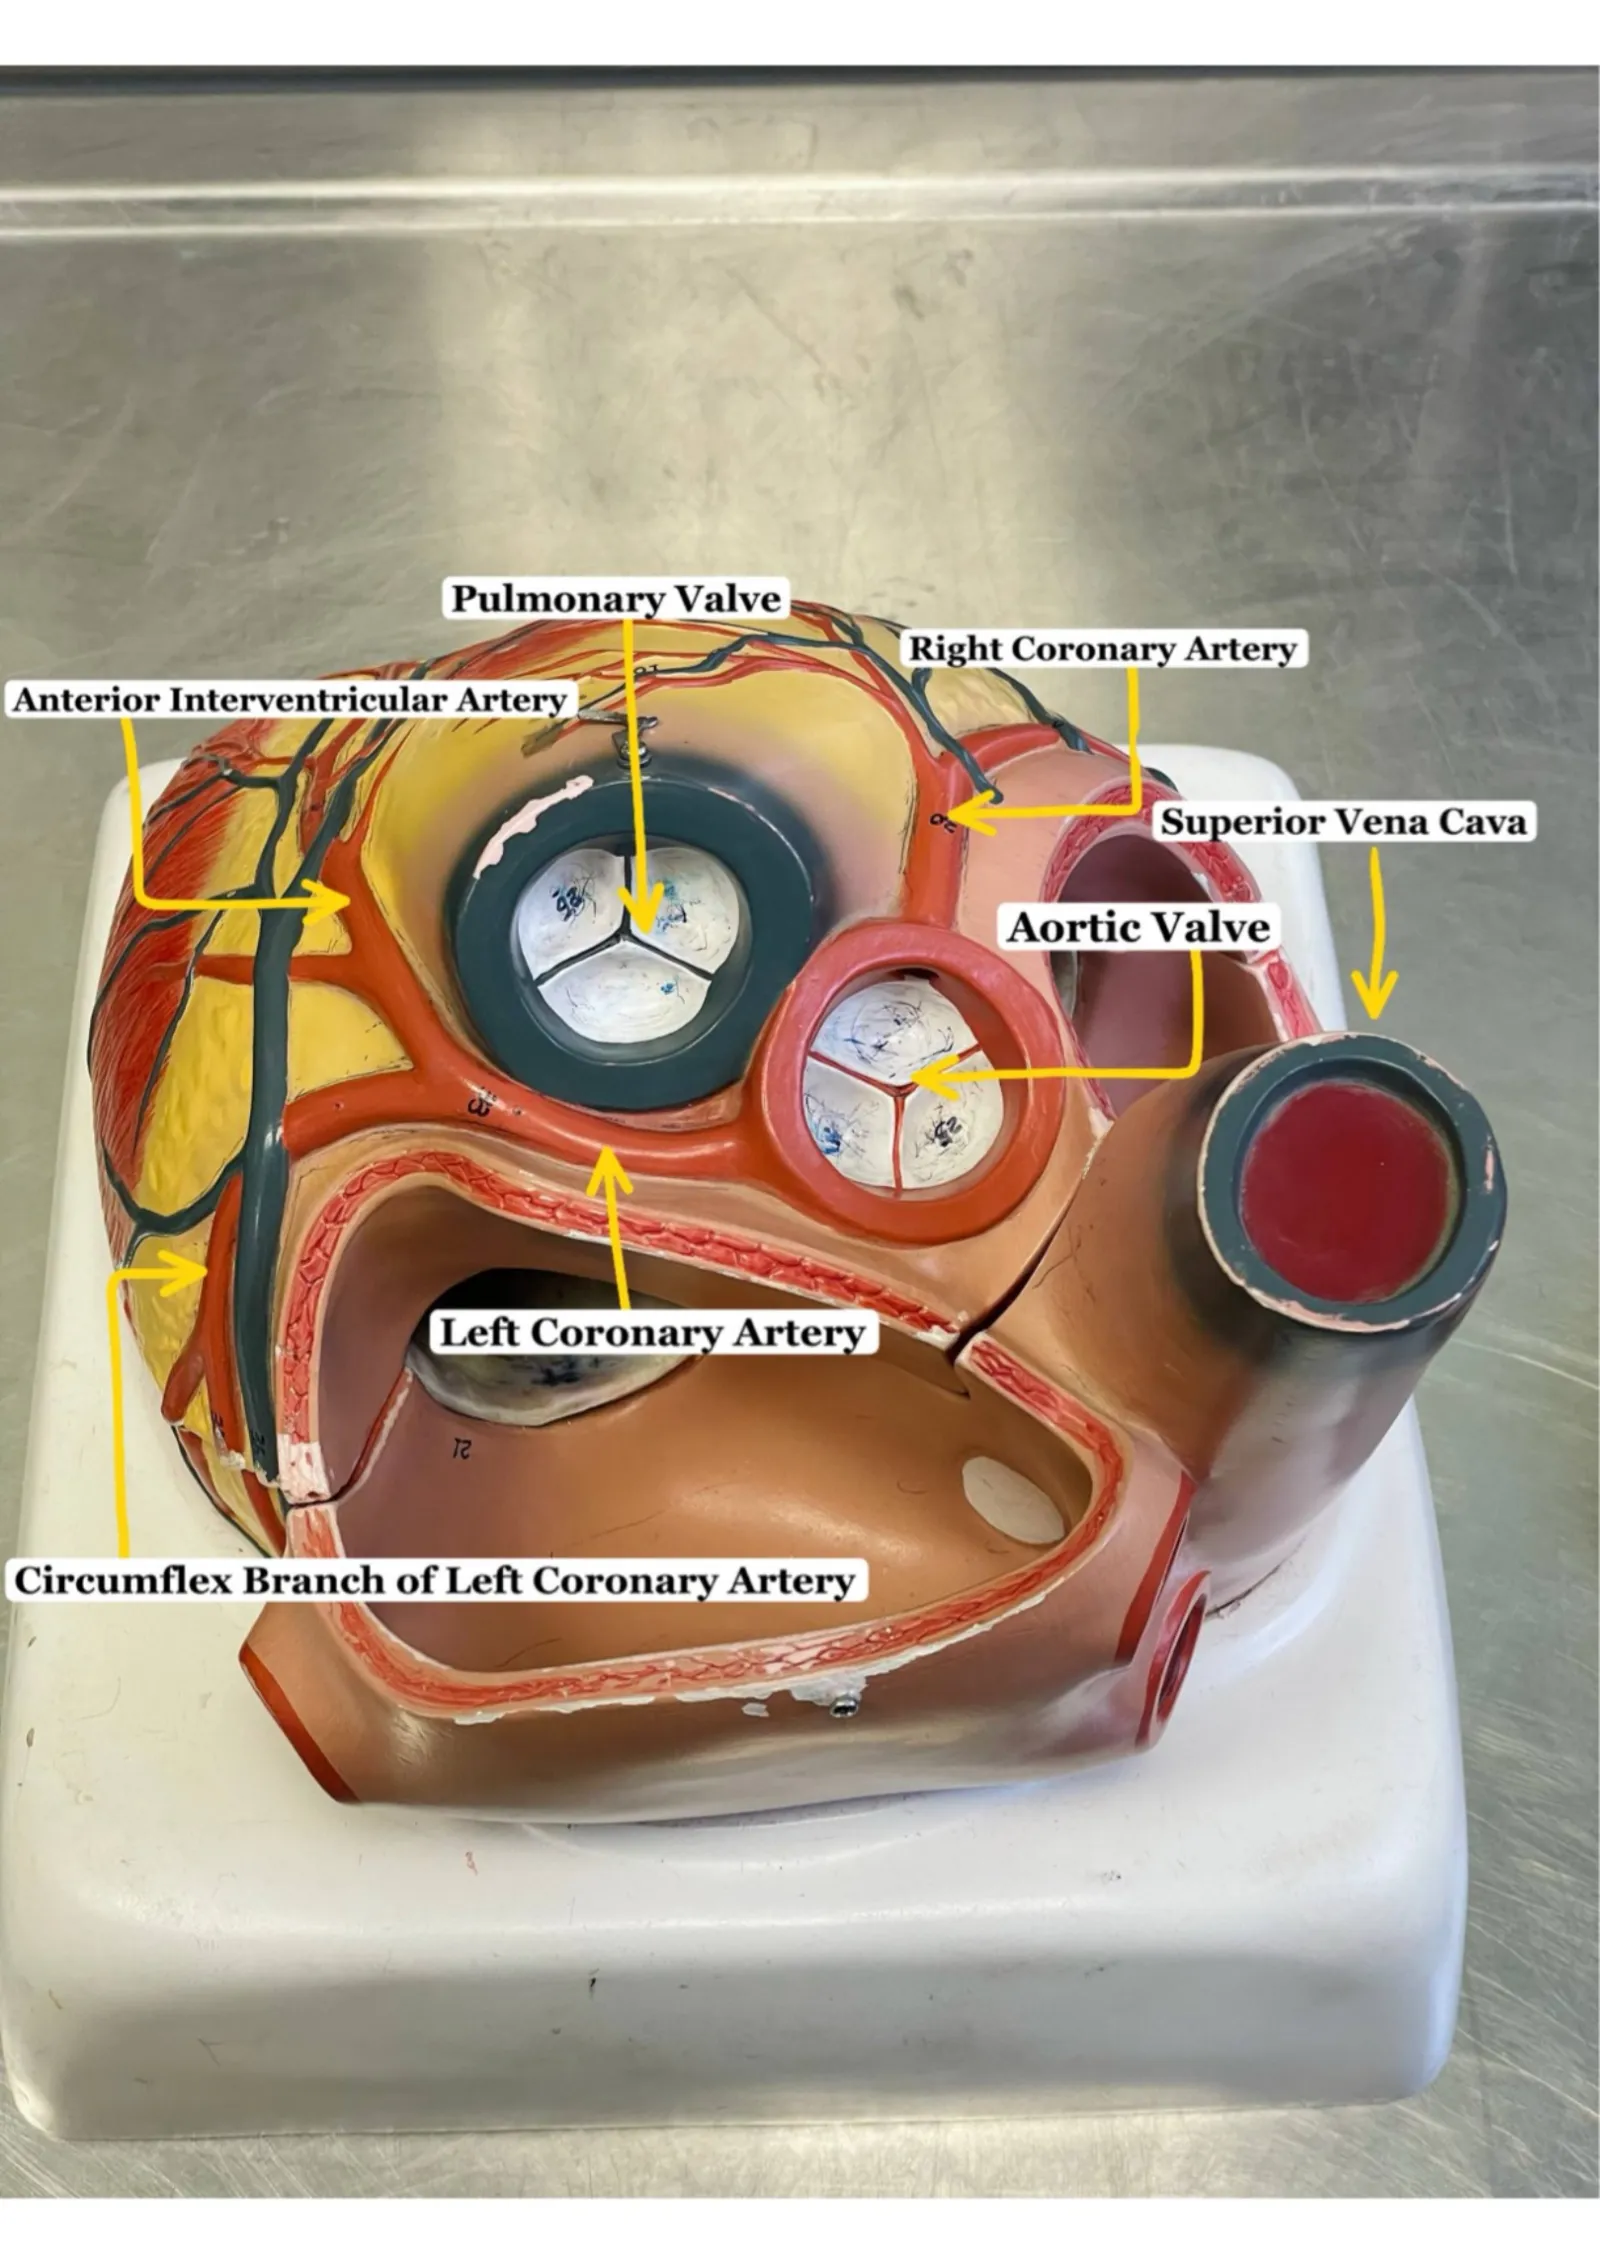 Pulmonary Valve
Right Coronary Artery
Anterior Interventricular Artery
Superior Vena Cava
Aortic Valve
Left Coronary Artery
Circumflex Branch of Left Coronary Artery
21